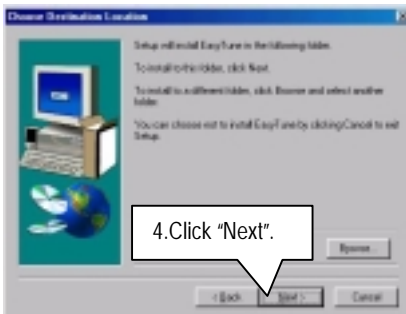 Choose Destination Location
Setup will install EasyTune in the following folder.
To install to this folder, click Next.
To install to a different folder, click Browse and select another
folder.
You can choose not to install EasyTune by clicking Cancel to exit
Setup.
4.Click “Next”.
Browse...
< Back
Next >
Cancel